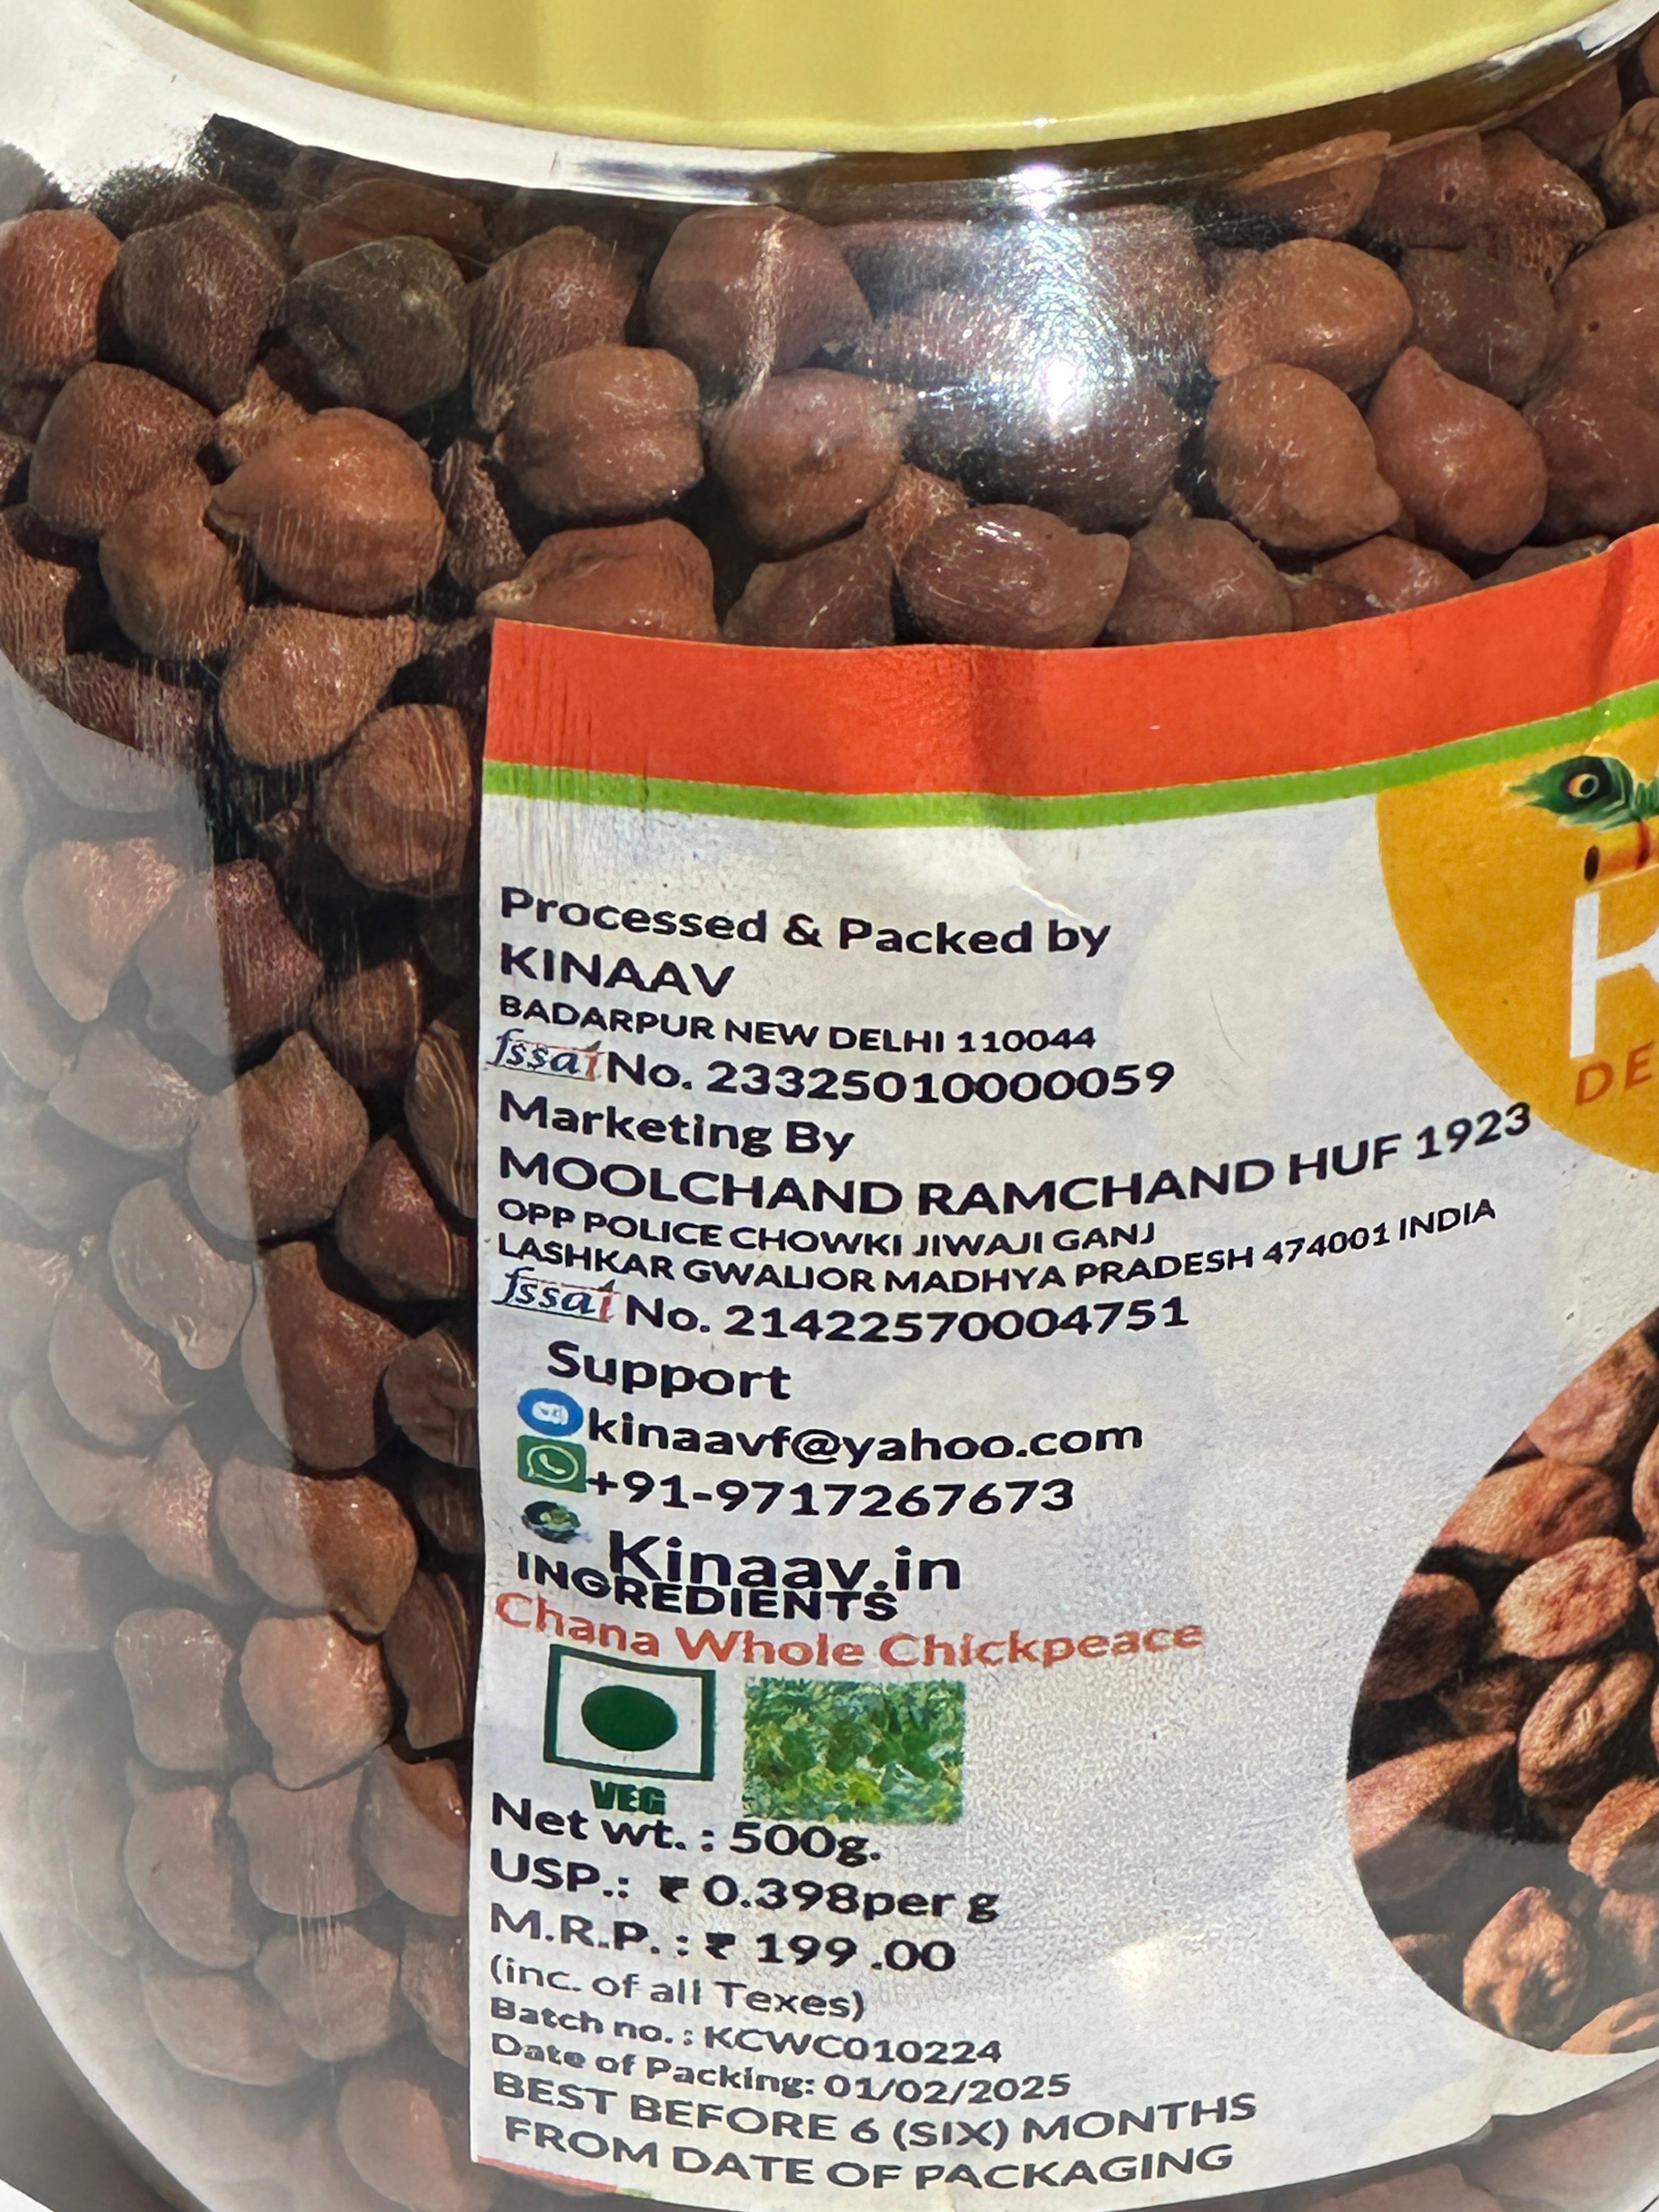 Processed & Packed by
KINAAV
BADARPUR NEW DELHI 110044
fssai No. 23325010000059
Marketing By
MOOLCHAND RAMCHAND HUF 1923
OPP POLICE CHOWKI JIWAJI GANJ
LASHKAR GWALIOR MADHYA PRADESH 474001 INDIA
fssai No. 21422570004751
Support
kinaavf@yahoo.com
+91-9717267673
Kinaav.in
INGREDIENTS
Chana Whole Chickpeace
VEG
Net wt. : 500g.
USP.: ₹ 0.398per g
M.R.P. : ₹ 199 .00
(inc. of all Texes)
Batch no. : KCWC010224
Date of Packing: 01/02/2025
BEST BEFORE 6 (SIX) MONTHS
FROM DATE OF PACKAGING